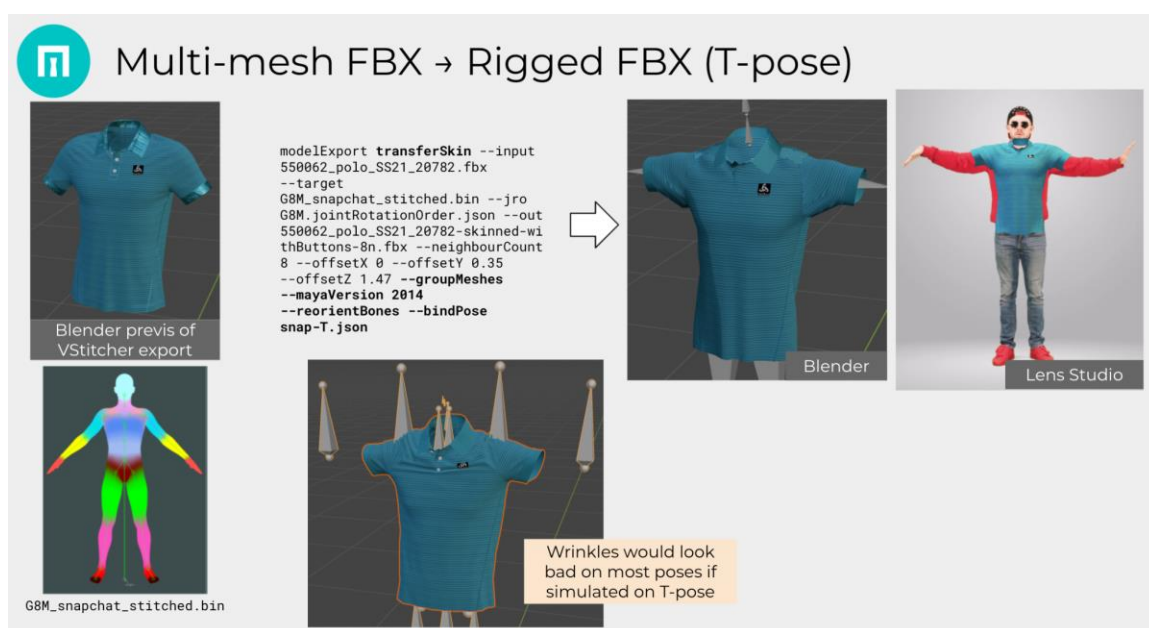 Multi-mesh FBX → Rigged FBX (T-pose)
Blender previs of
VStitcher export
modelExport transferSkin --input
550062_polo_SS21_20782.fbx
--target
G8M_snapchat_stitched.bin --jro
G8M.jointRotationOrder.json --out
550062_polo_SS21_20782-skinned-wi
thButtons-8n.fbx --neighbourCount
8 --offsetX 0 --offsetY 0.35
--offsetZ 1.47 --groupMeshes
--mayaVersion 2014
--reorientBones --bindPose
snap-T.json
Blender
Lens Studio
G8M_snapchat_stitched.bin
Wrinkles would look
bad on most poses if
simulated on T-pose